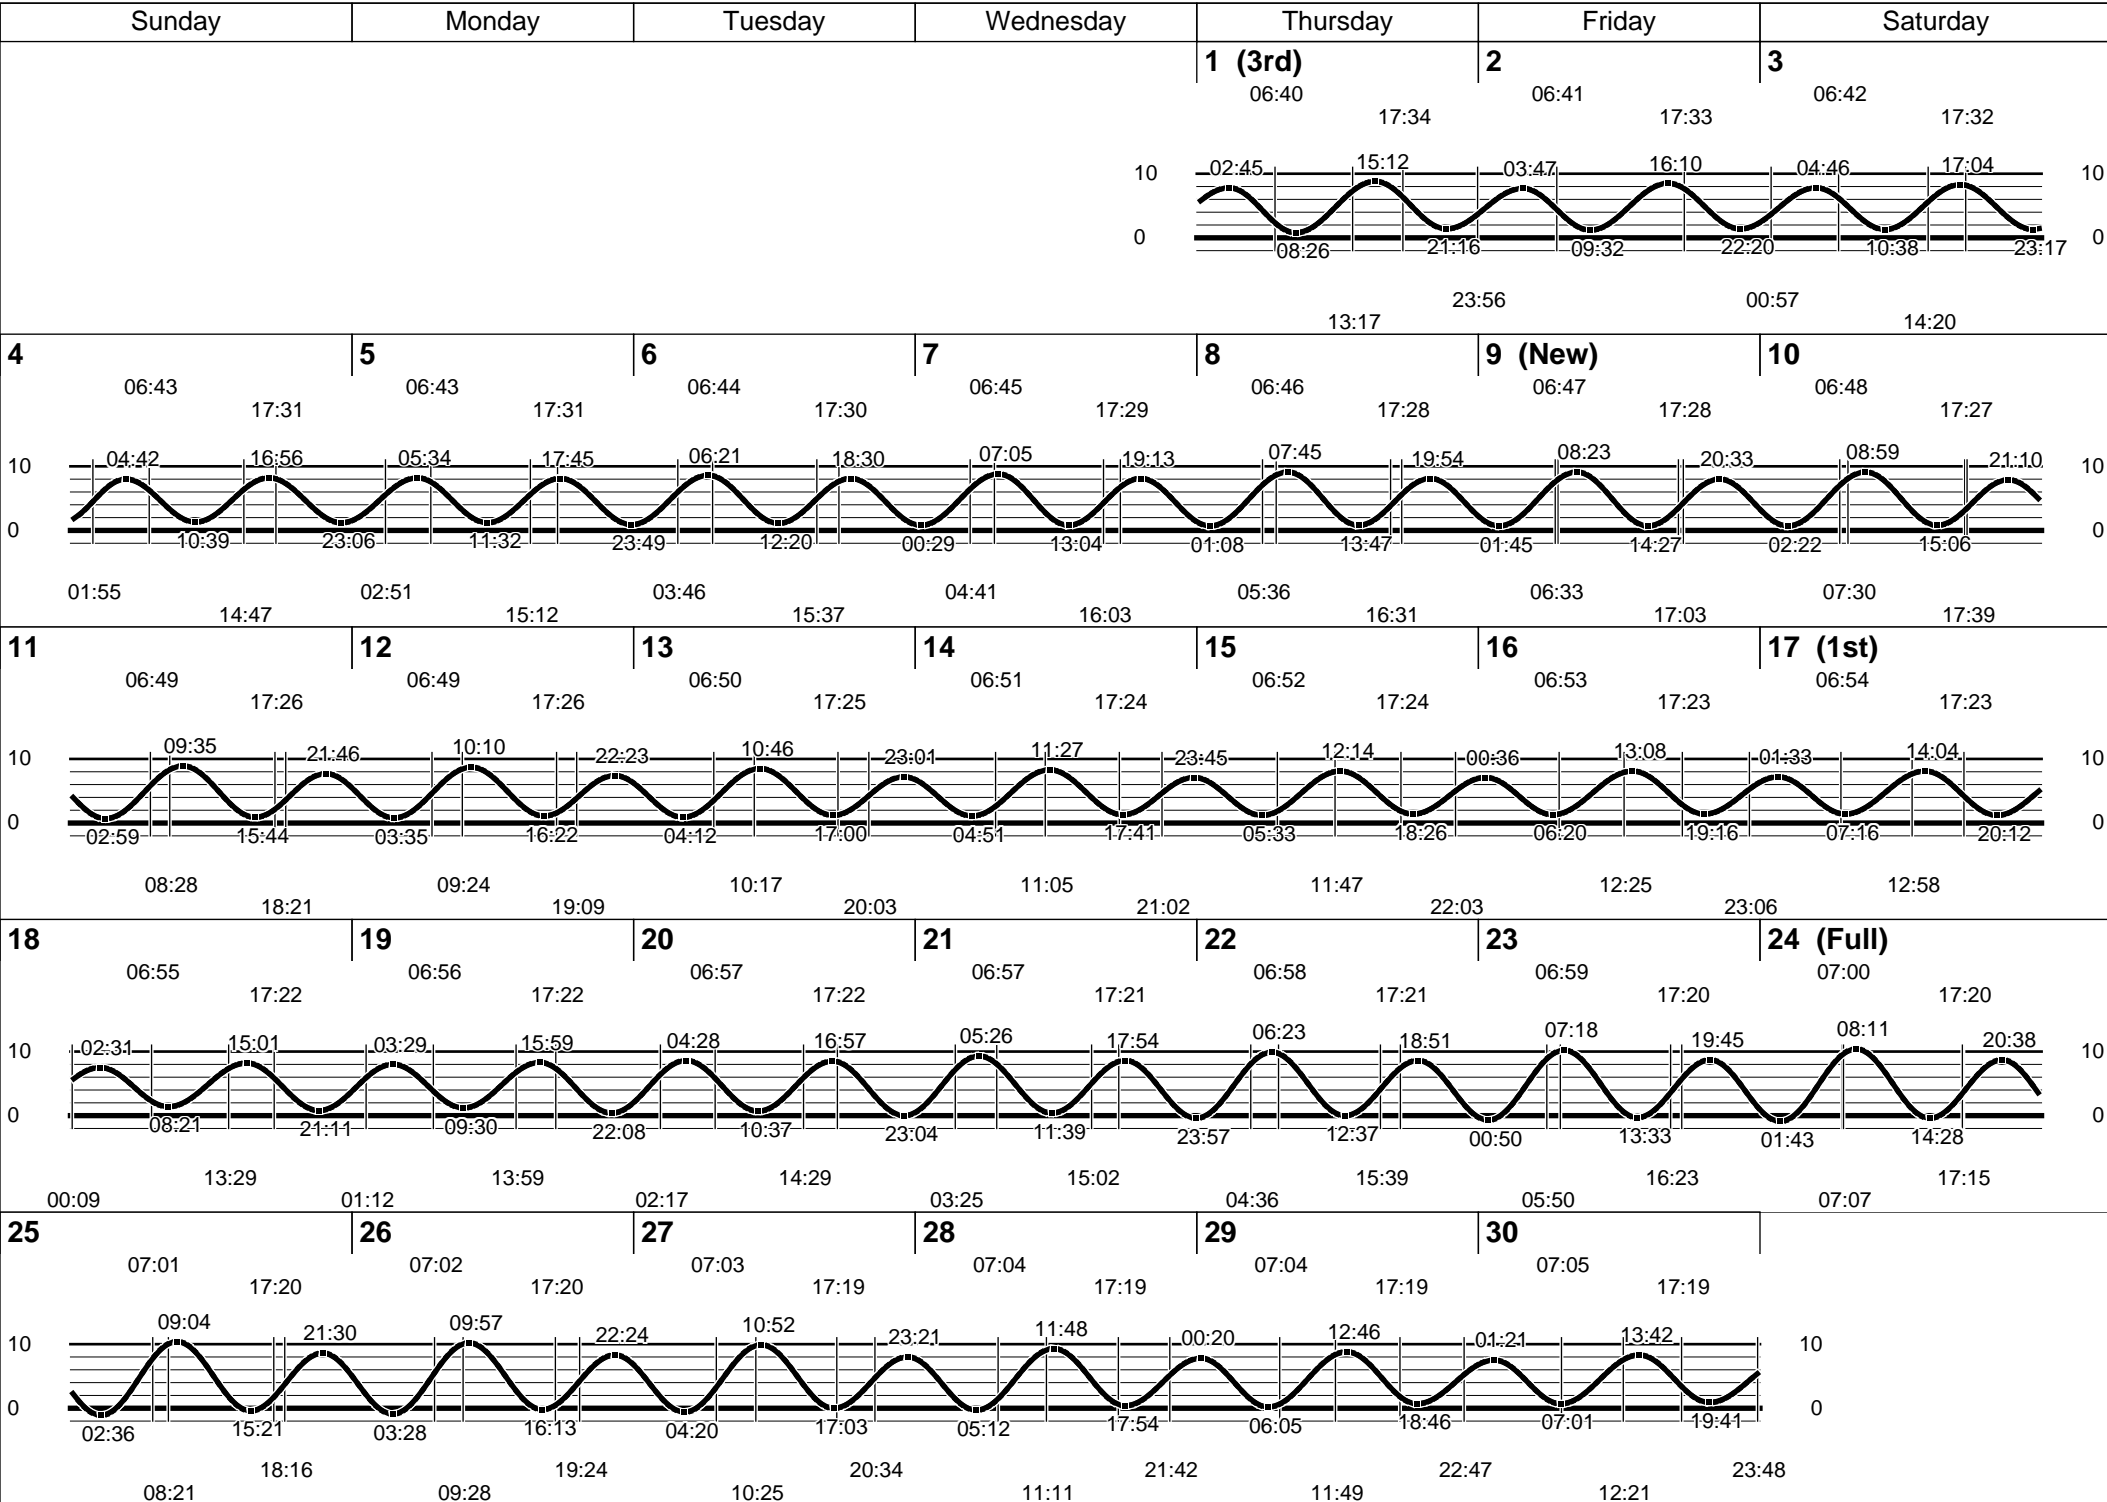 Sunday Monday Tuesday Wednesday Thursday Friday Saturday
1 (3rd) 2 3
06:40 06:41 06:42
17:34 17:33 17:32
02:45 15:12 03:47 16:10 04:46 17:04
10 10
0 0
08:26 21:16 09:32 22:20 10:38 23:17
23:56 00:57
13:17 14:20
4 5 6 7 8 9 (New) 10
06:43 06:43 06:44 06:45 06:46 06:47 06:48
17:31 17:31 17:30 17:29 17:28 17:28 17:27
04:42 16:56 05:34 17:45 06:21 18:30 07:05 19:13 07:45 19:54 08:23 20:33 08:59 21:10
10 10
0 0
10:39 23:06 11:32 23:49 12:20 00:29 13:04 01:08 13:47 01:45 14:27 02:22 15:06
01:55 02:51 03:46 04:41 05:36 06:33 07:30
14:47 15:12 15:37 16:03 16:31 17:03 17:39
11 12 13 14 15 16 17 (1st)
06:49 06:49 06:50 06:51 06:52 06:53 06:54
17:26 17:26 17:25 17:24 17:24 17:23 17:23
09:35 21:46 10:10 22:23 10:46 23:01 11:27 23:45 12:14 00:36 13:08 01:33 14:04
10 10
0 0
02:59 15:44 03:35 16:22 04:12 17:00 04:51 17:41 05:33 18:26 06:20 19:16 07:16 20:12
08:28 09:24 10:17 11:05 11:47 12:25 12:58
18:21 19:09 20:03 21:02 22:03 23:06
18 19 20 21 22 23 24 (Full)
06:55 06:56 06:57 06:57 06:58 06:59 07:00
17:22 17:22 17:22 17:21 17:21 17:20 17:20
02:31 15:01 03:29 15:59 04:28 16:57 05:26 17:54 06:23 18:51 07:18 19:45 08:11 20:38
10 10
0 0
08:21 21:11 09:30 22:08 10:37 23:04 11:39 23:57 12:37 00:50 13:33 01:43 14:28
13:29 13:59 14:29 15:02 15:39 16:23 17:15
00:09 01:12 02:17 03:25 04:36 05:50 07:07
25 26 27 28 29 30
07:01 07:02 07:03 07:04 07:04 07:05
17:20 17:20 17:19 17:19 17:19 17:19
09:04 21:30 09:57 22:24 10:52 23:21 11:48 00:20 12:46 01:21 13:42
10 10
0 0
02:36 15:21 03:28 16:13 04:20 17:03 05:12 17:54 06:05 18:46 07:01 19:41
18:16 19:24 20:34 21:42 22:47 23:48
08:21 09:28 10:25 11:11 11:49 12:21